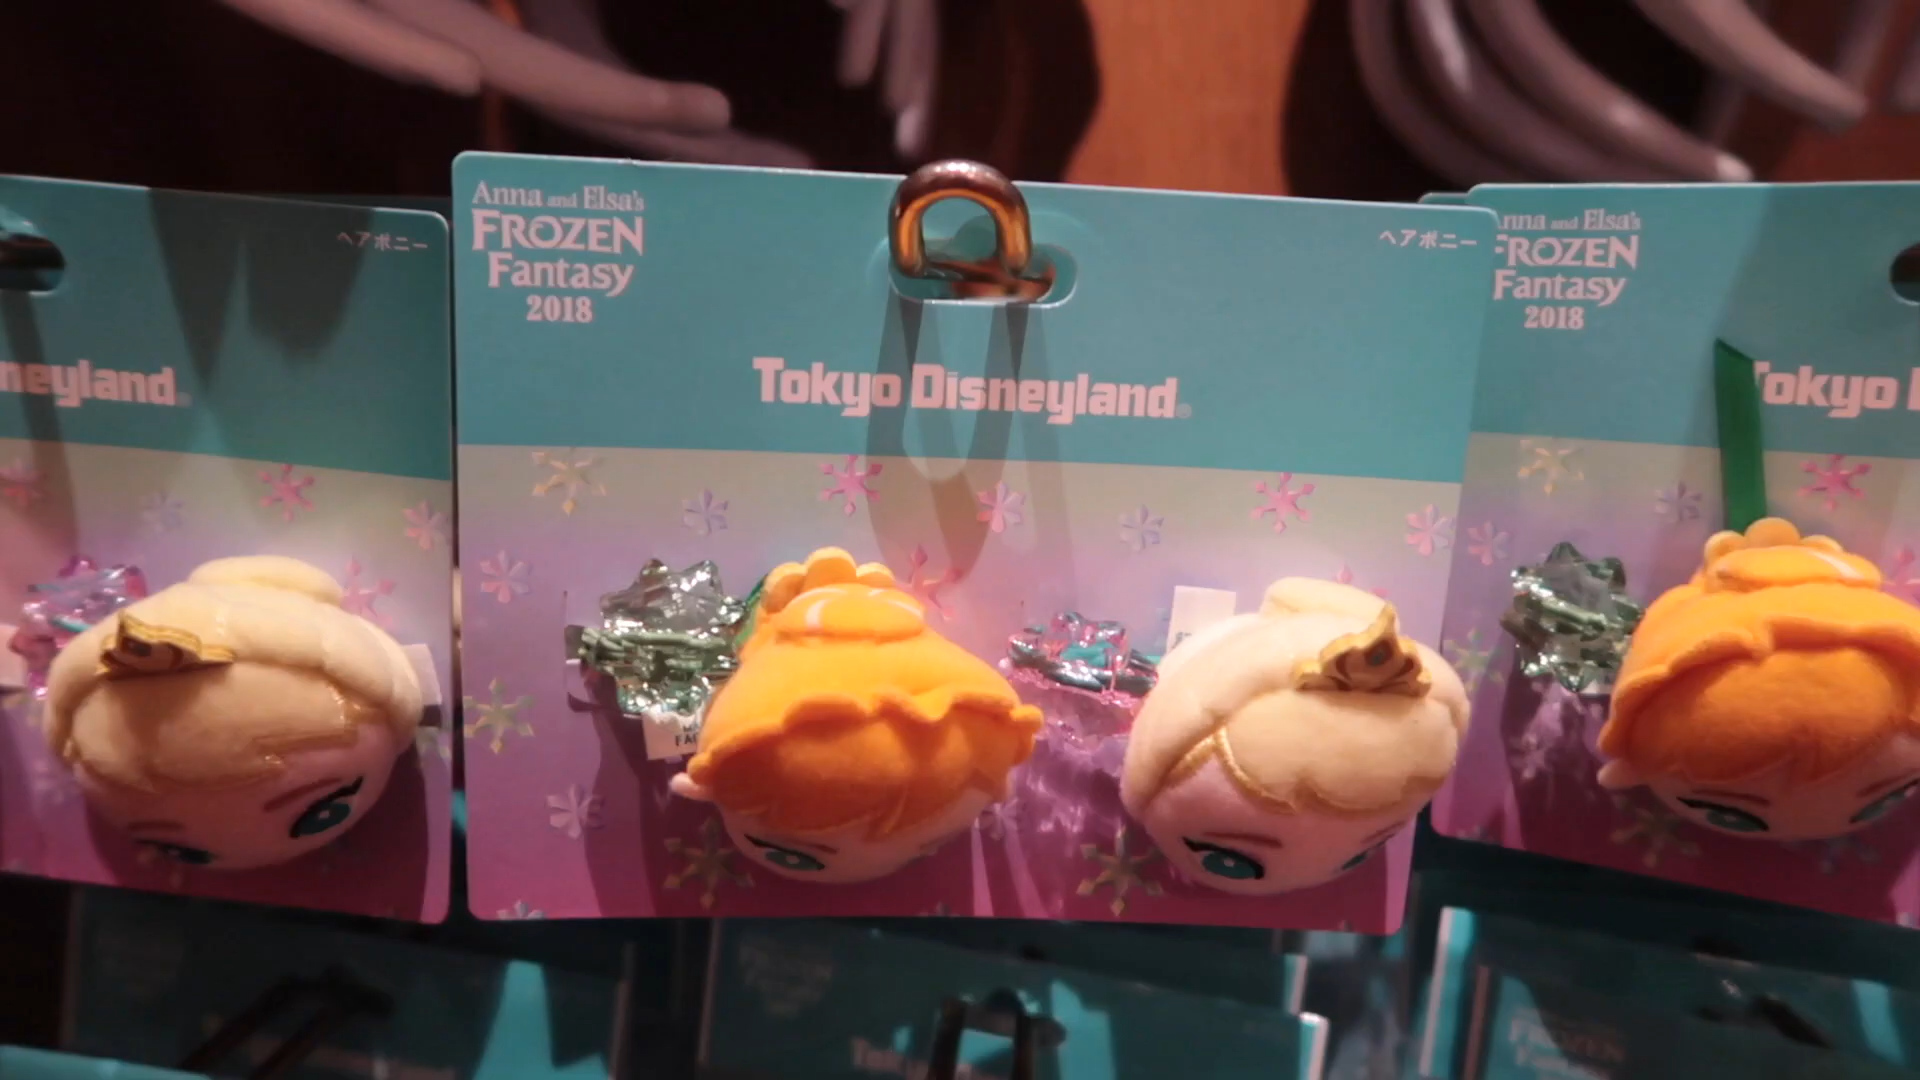 ヘアポニー
neyland
Anna and Elsa's
FROZEN
Fantasy
2018
ヘアポニー
Tokyo Disneyland
nna and Elsa's
FROZEN
Fantasy
2018
Tokyo